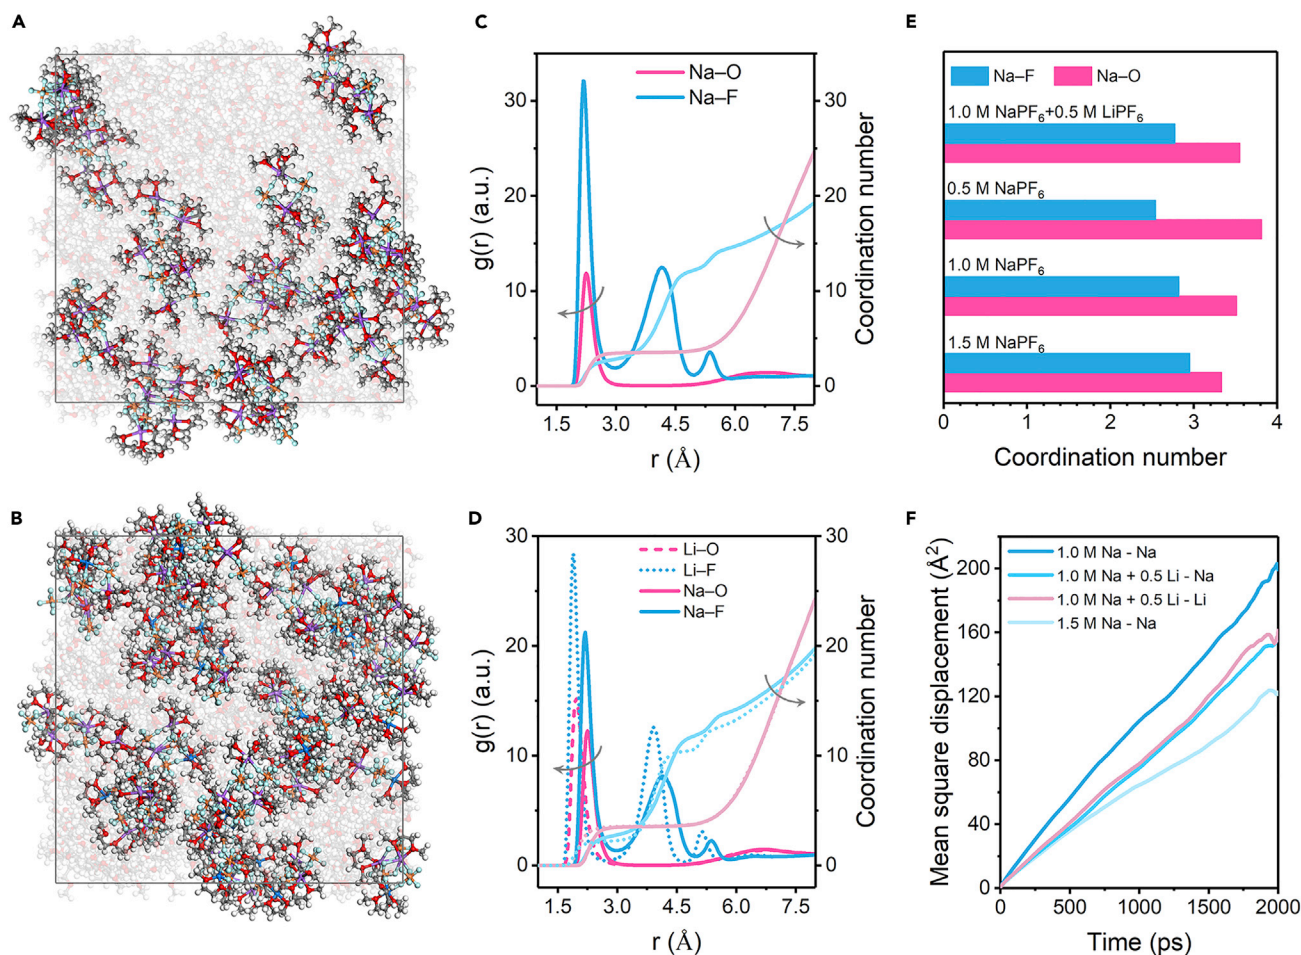 A
C
Na–O
Na–F
30
20
10
0
30
20
10
0
g(r) (a.u.)
Coordination number
1.5 3.0 4.5 6.0 7.5
r (Å)
E
Na–F Na–O
1.0 M NaPF₆+0.5 M LiPF₆
0.5 M NaPF₆
1.0 M NaPF₆
1.5 M NaPF₆
0 1 2 3 4
Coordination number
B
D
Li–O
Li–F
Na–O
Na–F
30
20
10
0
30
20
10
0
g(r) (a.u.)
Coordination number
1.5 3.0 4.5 6.0 7.5
r (Å)
F
1.0 M Na - Na
1.0 M Na + 0.5 Li - Na
1.0 M Na + 0.5 Li - Li
1.5 M Na - Na
200
160
120
80
40
0
Mean square displacement (Å²)
0 500 1000 1500 2000
Time (ps)